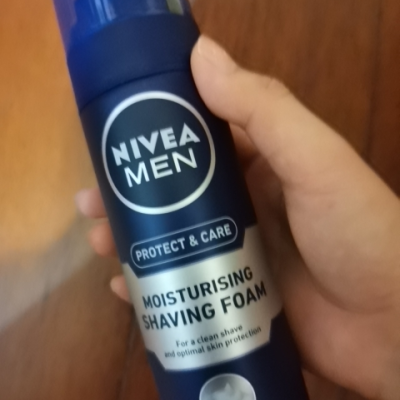 NIVEA
MEN
PROTECT & CARE
MOISTURISING
SHAVING FOAM
For a clean shave
and optimal skin protection